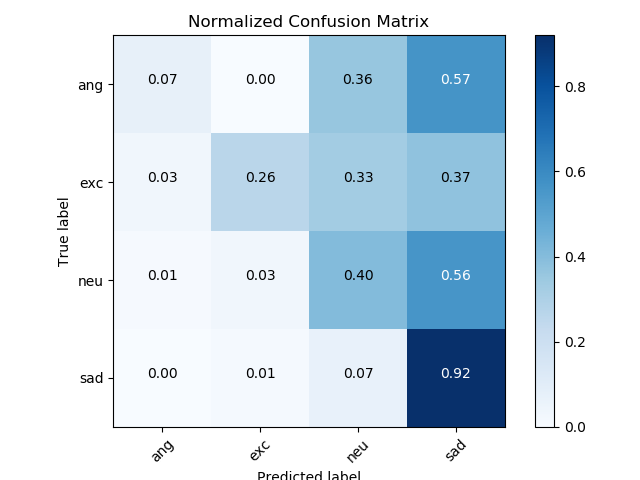 Normalized Confusion Matrix
ang 0.07 0.00 0.36 0.57
exc 0.03 0.26 0.33 0.37
neu 0.01 0.03 0.40 0.56
sad 0.00 0.01 0.07 0.92
ang exc neu sad
True label
Predicted label
0.8
0.6
0.4
0.2
0.0